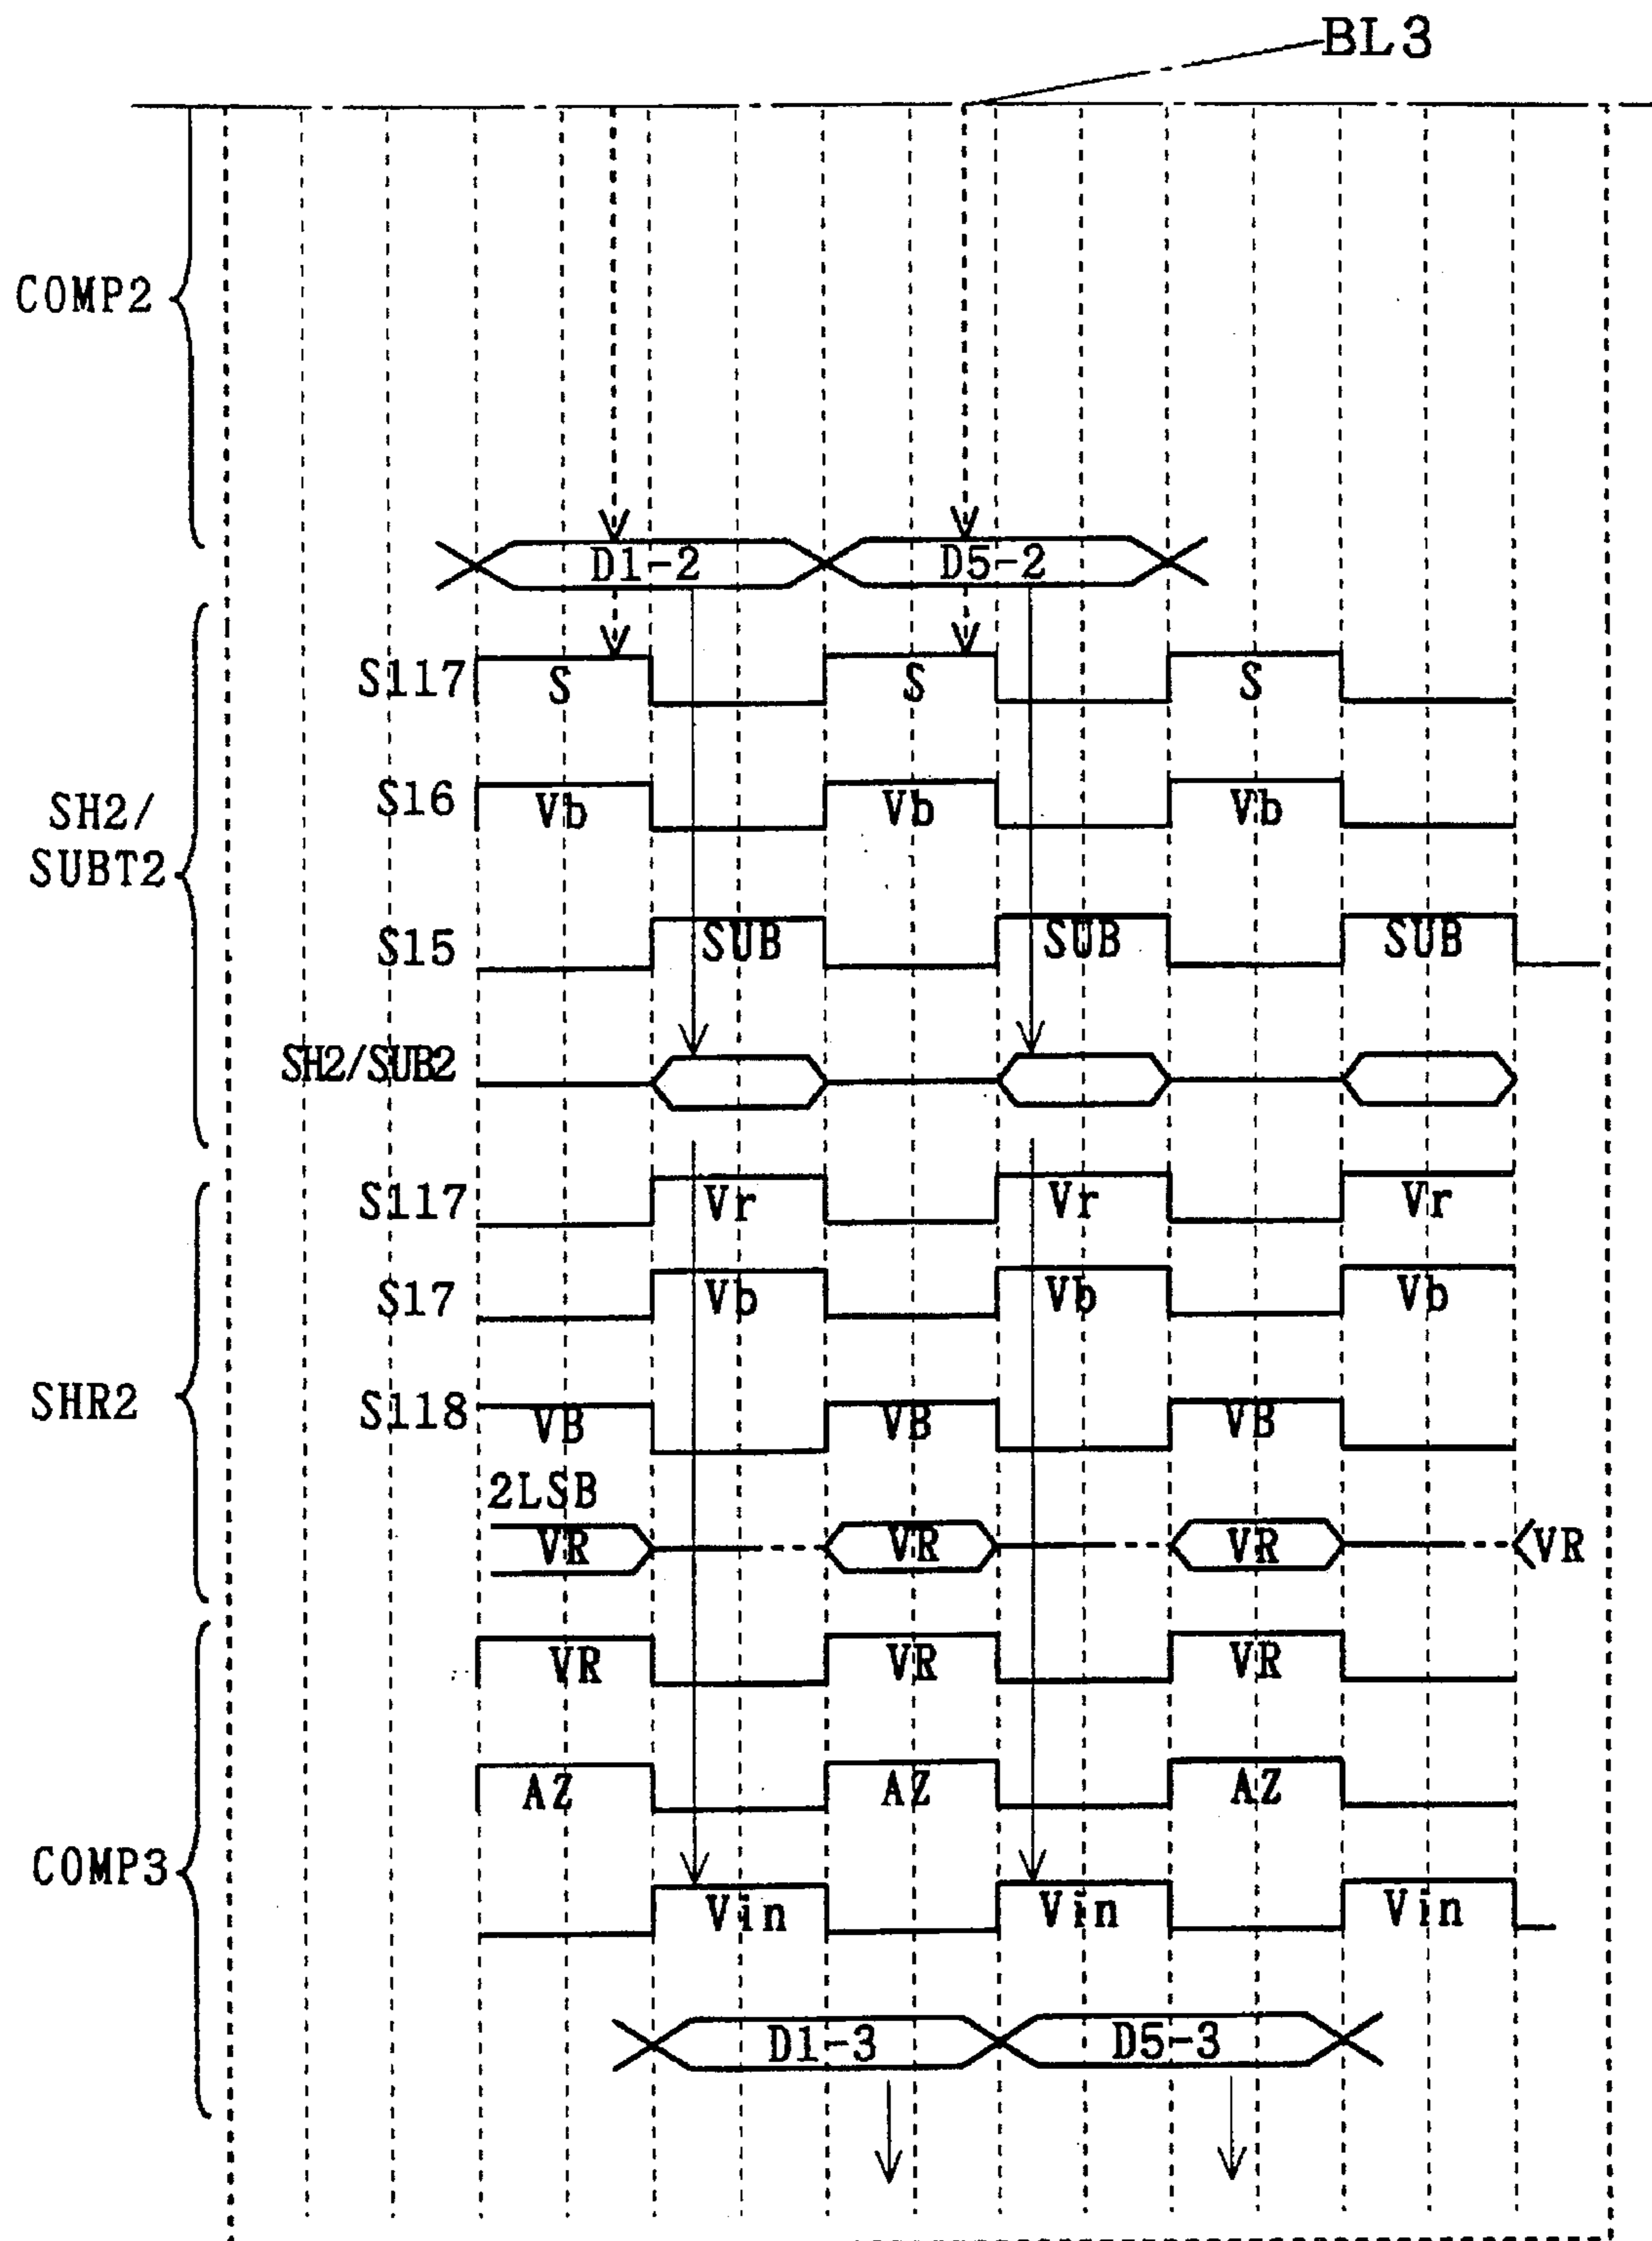 BL3
COMP2
D1-2 D5-2
S117 S S S
S16 Vb Vb Vb
SH2/
SUBT2
S15 SUB SUB SUB
SH2/SUB2
S117 Vr Vr Vr
S17 Vb Vb Vb
SHR2
S118 VB VB VB
2LSB
VR VR VR VR
VR VR VR
AZ AZ AZ
COMP3
Vin Vin Vin
D1-3 D5-3